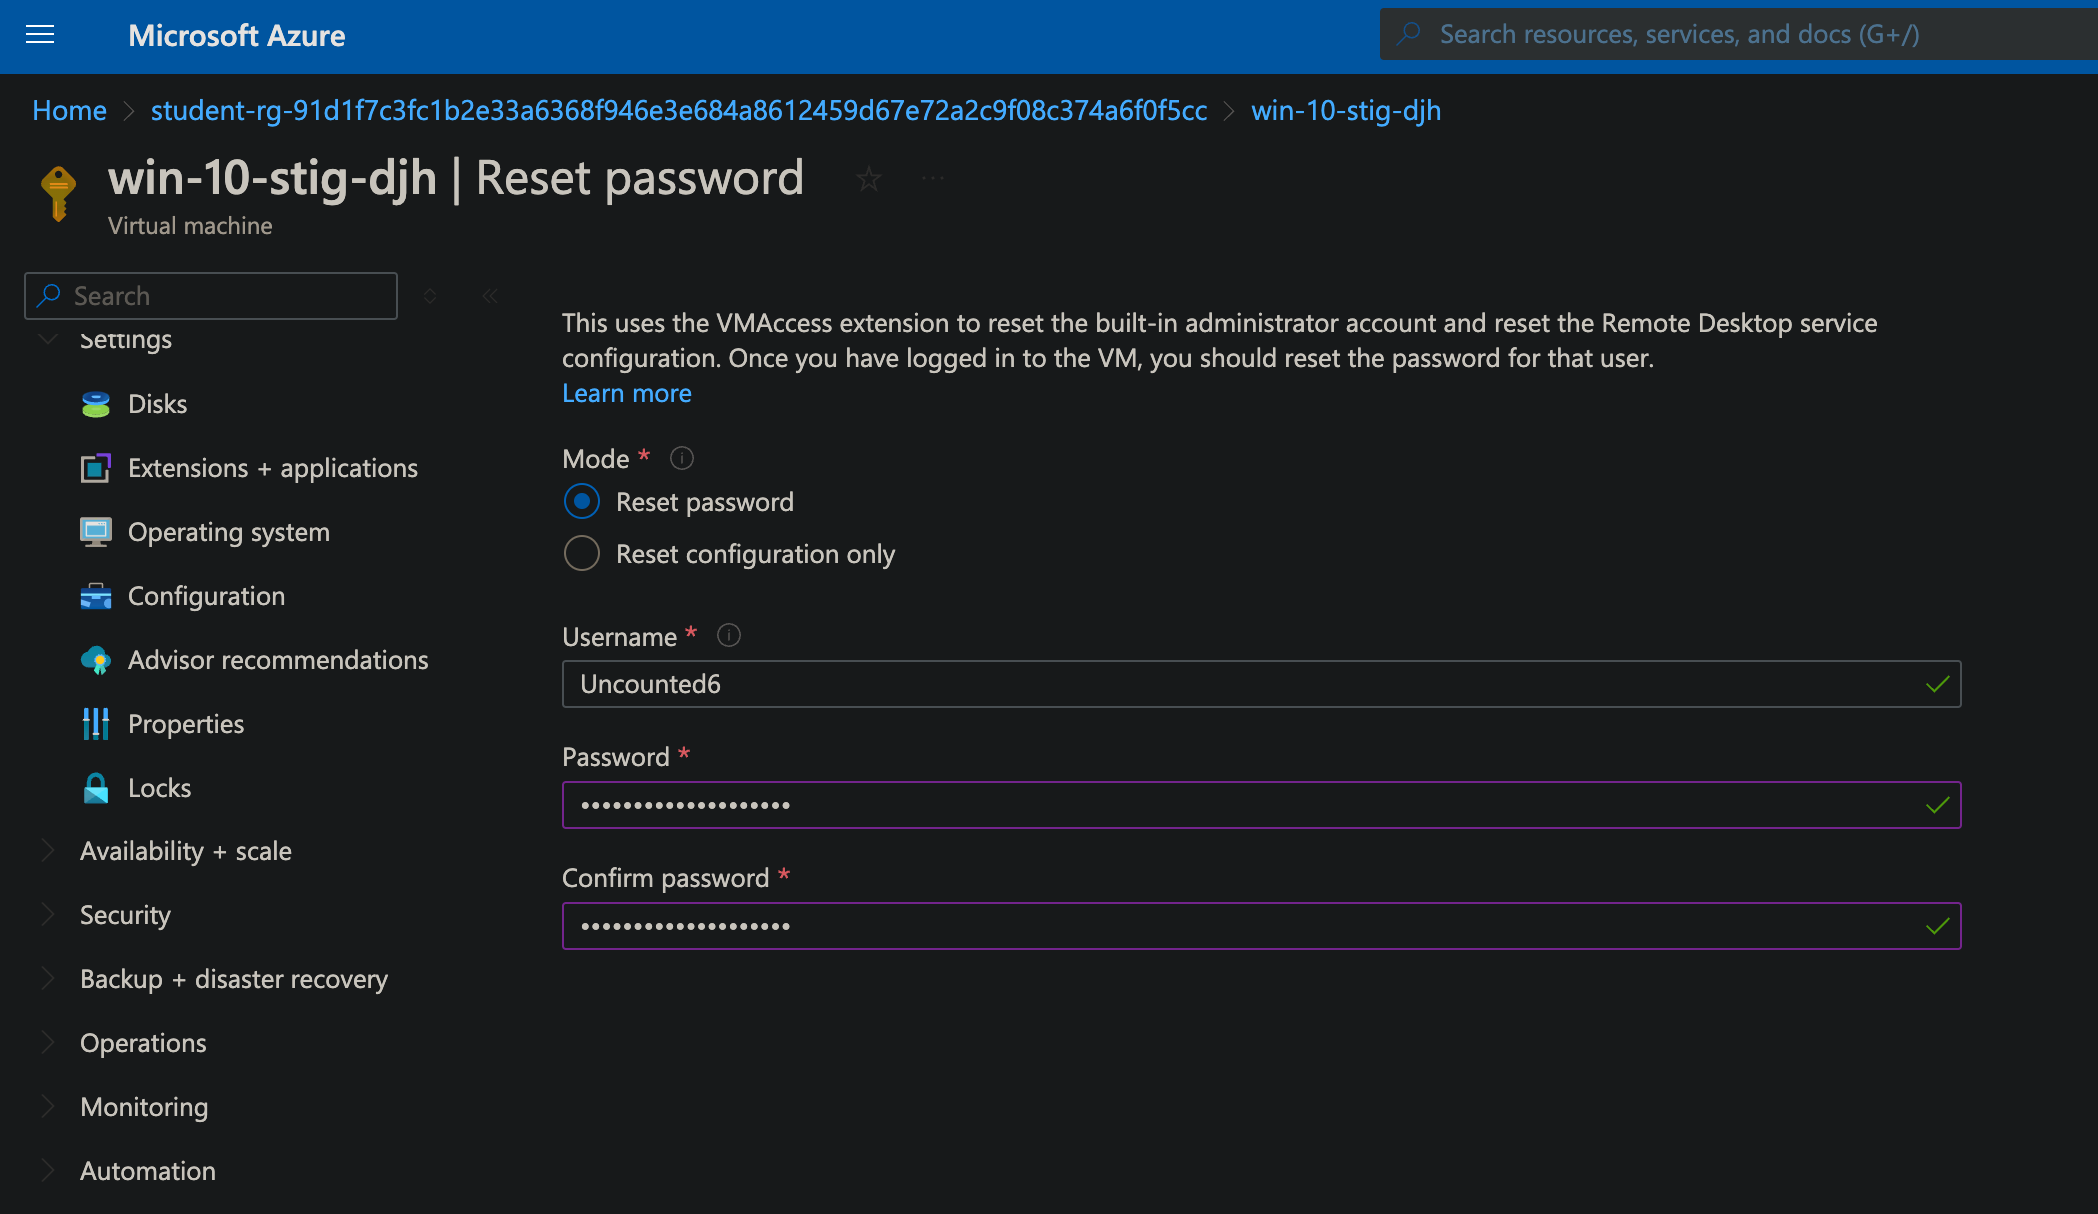 Microsoft Azure
Search resources, services, and docs (G+/)
Home
student-rg-91d1f7c3fc1b2e33a6368f946e3e684a8612459d67e72a2c9f08c374a6f0f5cc
win-10-stig-djh
win-10-stig-djh | Reset password
Virtual machine
Search
Settings
Disks
Extensions + applications
Operating system
Configuration
Advisor recommendations
Properties
Locks
Availability + scale
Security
Backup + disaster recovery
Operations
Monitoring
Automation
This uses the VMAccess extension to reset the built-in administrator account and reset the Remote Desktop service
configuration. Once you have logged in to the VM, you should reset the password for that user.
Learn more
Mode *
Reset password
Reset configuration only
Username *
Uncounted6
Password *
••••••••••••••••••••
Confirm password *
••••••••••••••••••••